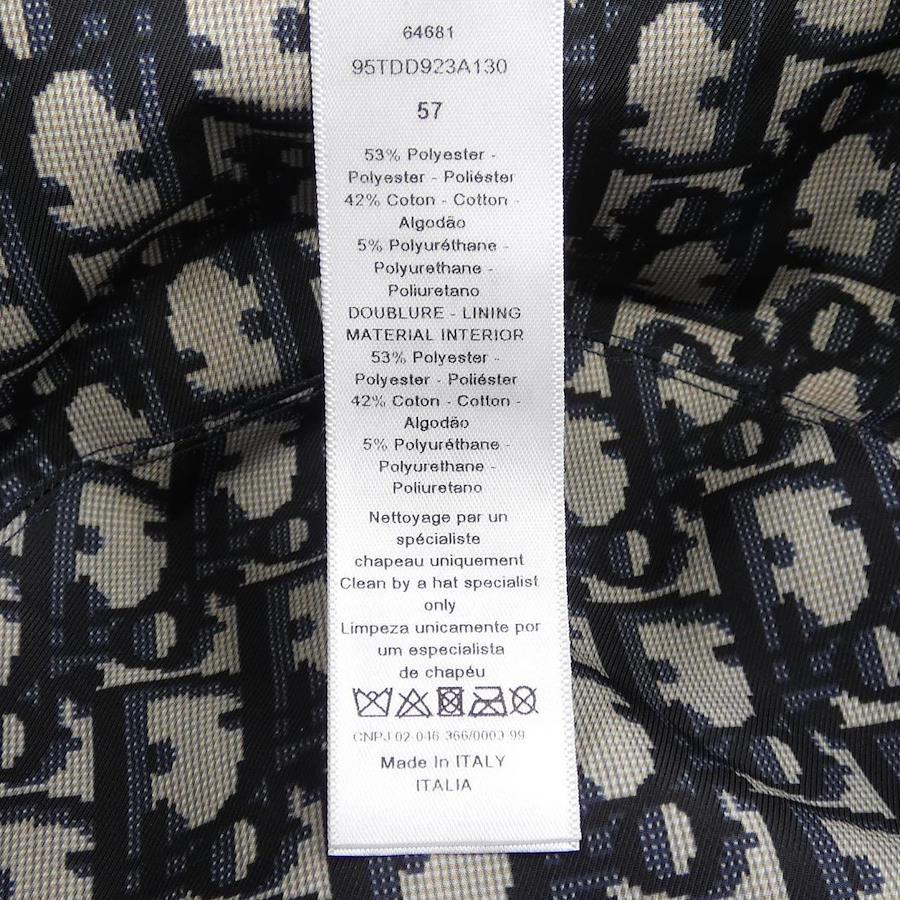 64681
95TDD923A130
57
53% Polyester -
Polyester - Poliéster
42% Coton - Cotton -
Algodão
5% Polyuréthane -
Polyurethane -
Poliuretano
DOUBLURE - LINING
MATERIAL INTERIOR
53% Polyester -
Polyester - Poliéster
42% Coton - Cotton -
Algodão
5% Polyuréthane -
Polyurethane -
Poliuretano
Nettoyage par un
spécialiste
chapeau uniquement
Clean by a hat specialist
only
Limpeza unicamente por
um especialista
de chapéu
CNPJ 02-046 366/0003 99
Made In ITALY
ITALIA